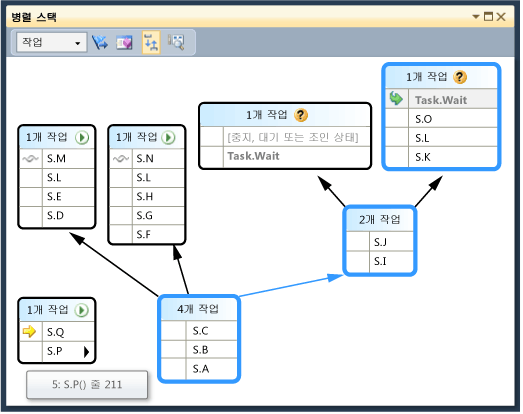 병렬 스택
작업
1개 작업
Task.Wait
S.O
S.L
S.K
1개 작업
[중지, 대기 또는 조인 상태]
Task.Wait
1개 작업
S.M
S.L
S.E
S.D
1개 작업
S.N
S.L
S.H
S.G
S.F
2개 작업
S.J
S.I
4개 작업
S.C
S.B
S.A
1개 작업
S.Q
S.P
5: S.P() 줄 211